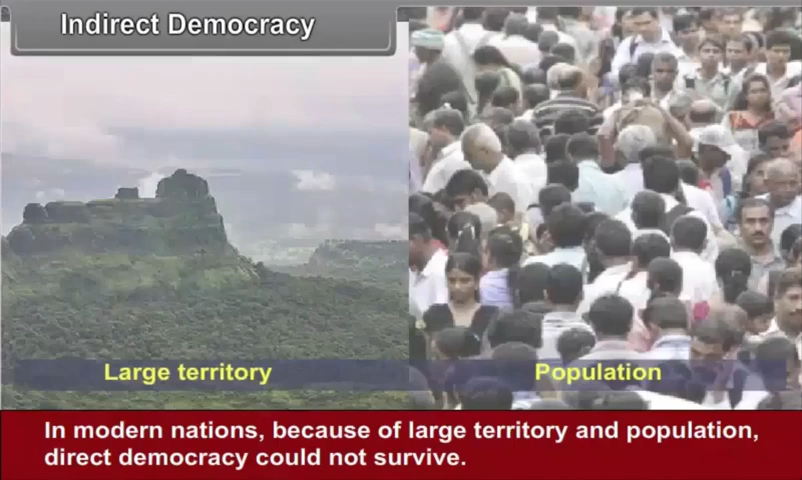 Indirect Democracy
Large territory
Population
In modern nations, because of large territory and population,
direct democracy could not survive.